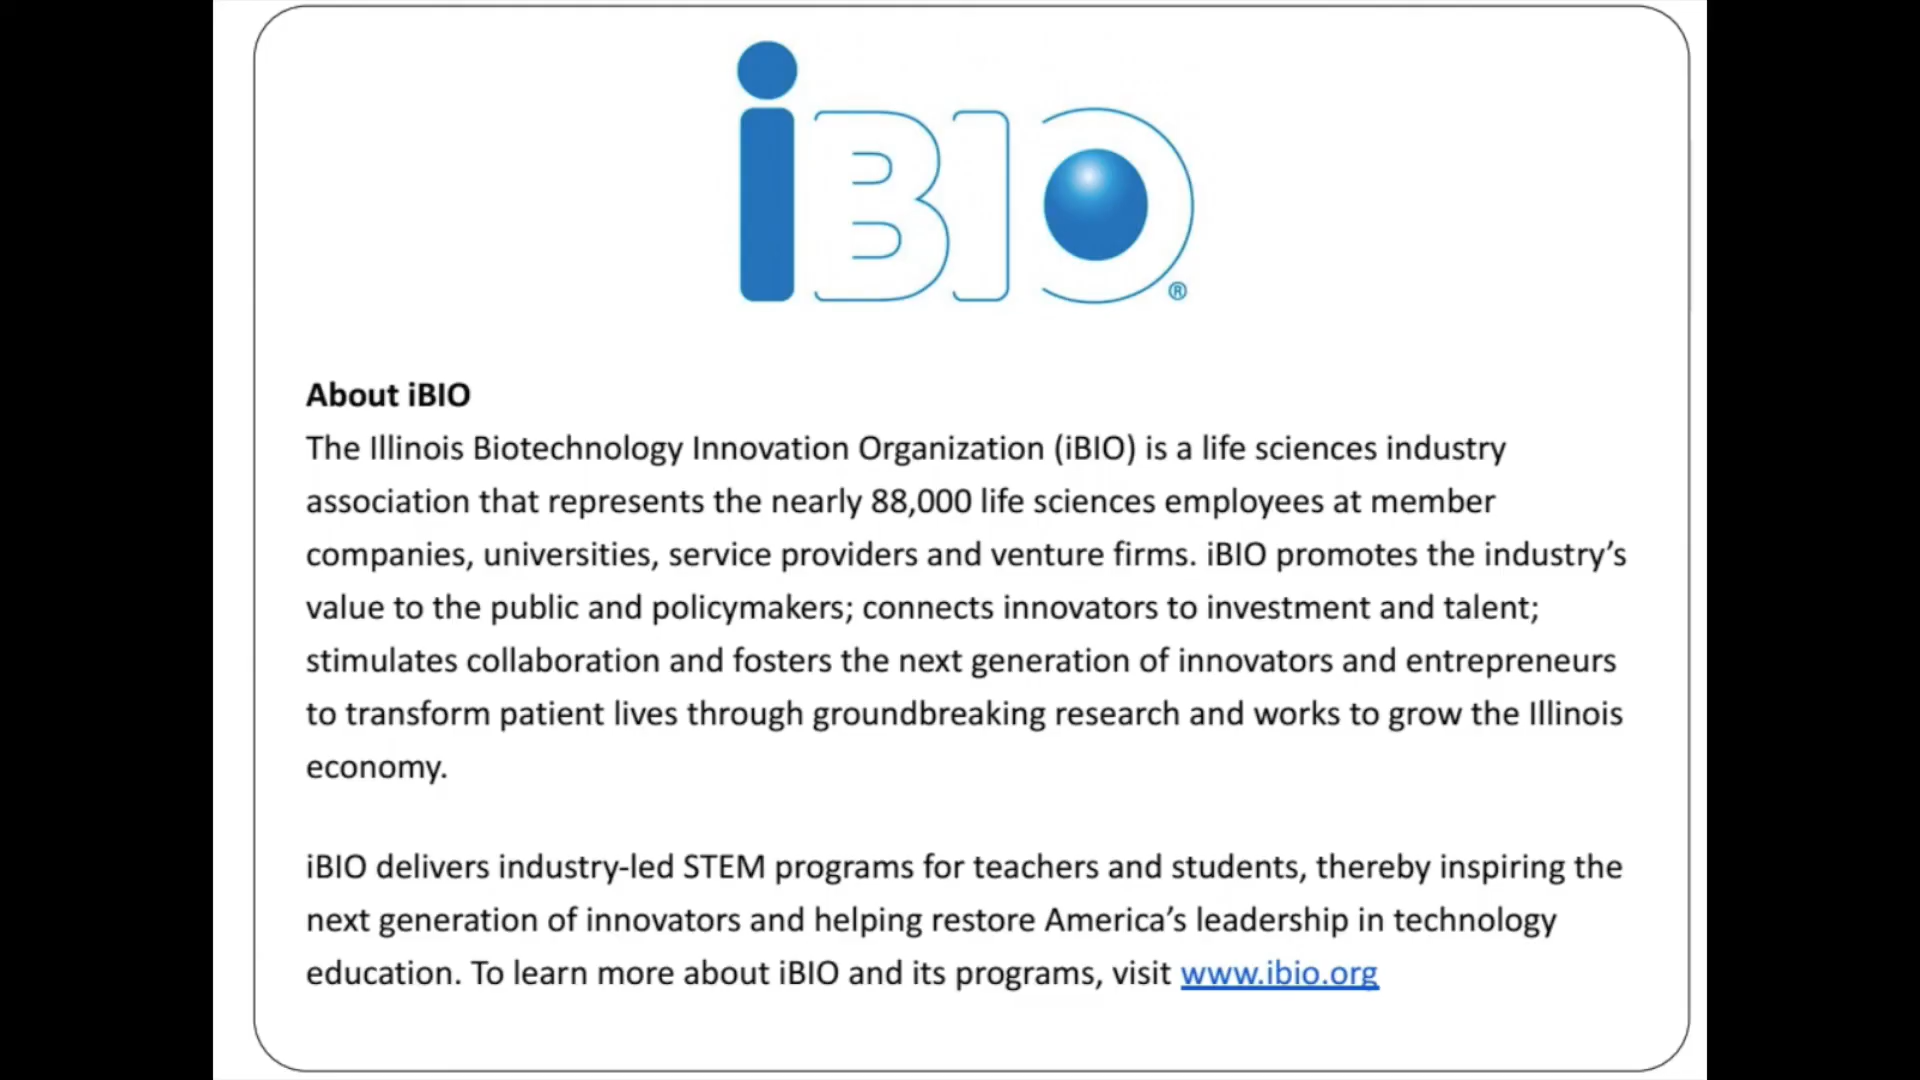 iBIO®
About iBIO
The Illinois Biotechnology Innovation Organization (iBIO) is a life sciences industry
association that represents the nearly 88,000 life sciences employees at member
companies, universities, service providers and venture firms. iBIO promotes the industry’s
value to the public and policymakers; connects innovators to investment and talent;
stimulates collaboration and fosters the next generation of innovators and entrepreneurs
to transform patient lives through groundbreaking research and works to grow the Illinois
economy.
iBIO delivers industry-led STEM programs for teachers and students, thereby inspiring the
next generation of innovators and helping restore America’s leadership in technology
education. To learn more about iBIO and its programs, visit www.ibio.org